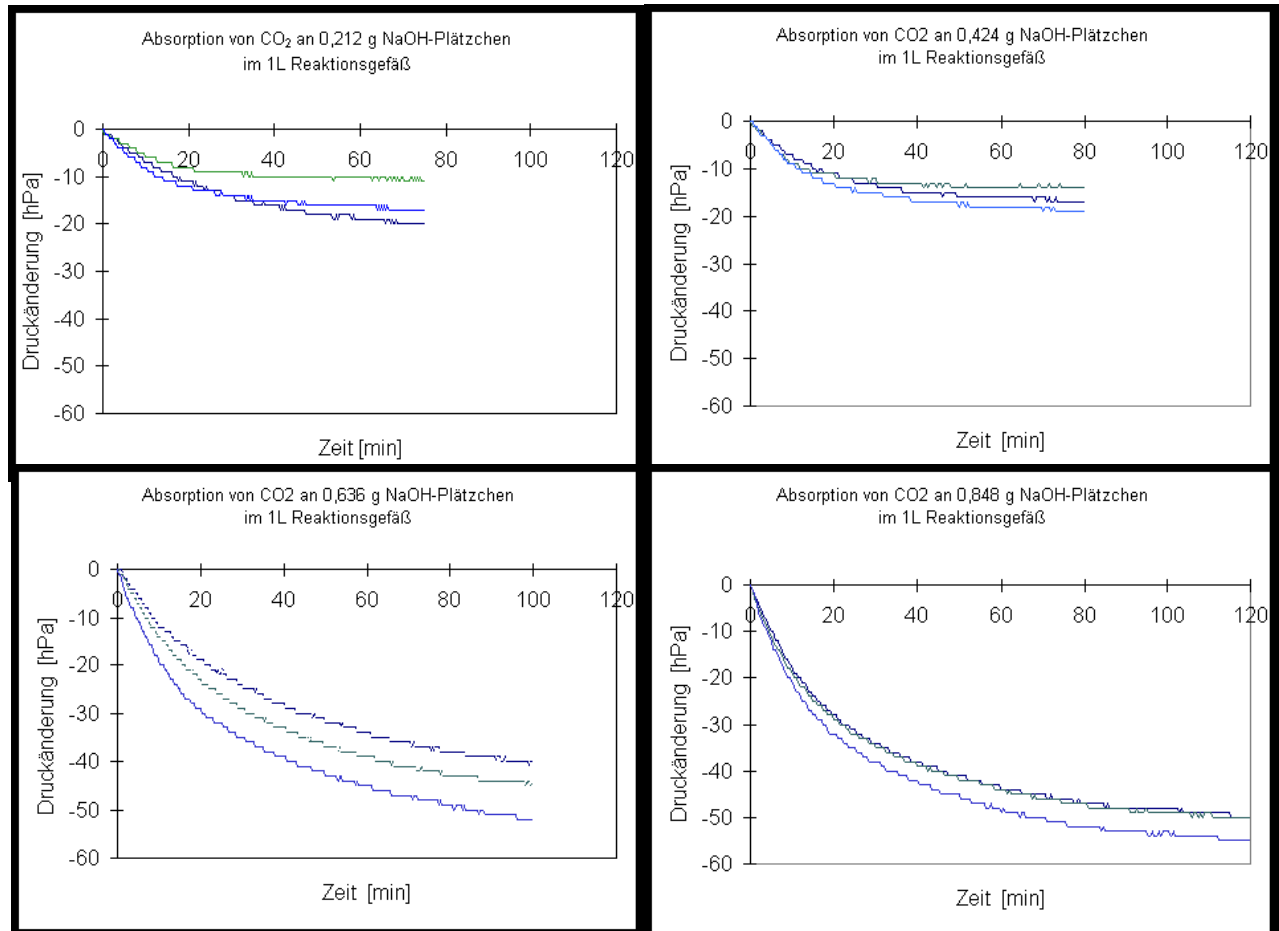 Absorption von CO₂ an 0,212 g NaOH-Plätzchen
im 1L Reaktionsgefäß
0
0 20 40 60 80 100 120
-10
-20
-30
-40
-50
-60
Druckänderung [hPa]
Zeit [min]
Absorption von CO2 an 0,424 g NaOH-Plätzchen
im 1L Reaktionsgefäß
0
0 20 40 60 80 100 120
-10
-20
-30
-40
-50
-60
Druckänderung [hPa]
Zeit [min]
Absorption von CO2 an 0,636 g NaOH-Plätzchen
im 1L Reaktionsgefäß
0
0 20 40 60 80 100 120
-10
-20
-30
-40
-50
-60
Druckänderung [hPa]
Zeit [min]
Absorption von CO2 an 0,848 g NaOH-Plätzchen
im 1L Reaktionsgefäß
0
0 20 40 60 80 100 120
-10
-20
-30
-40
-50
-60
Druckänderung [hPa]
Zeit [min]